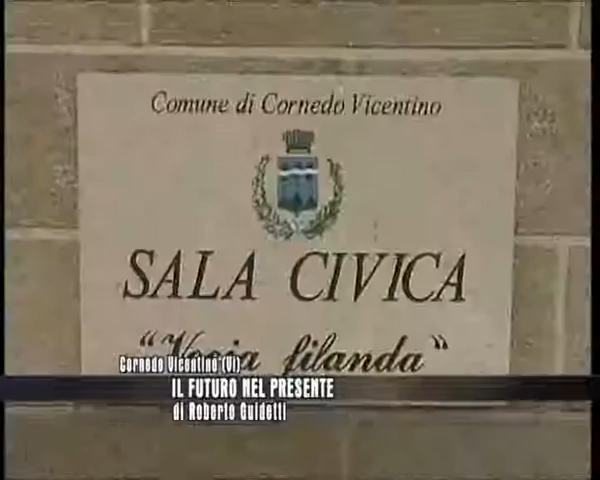 Comune di Cornedo Vicentino
SALA CIVICA
filanda"
Cornedo Vicentino (VI)
IL FUTURO NEL PRESENTE
di Roberto Guidetti